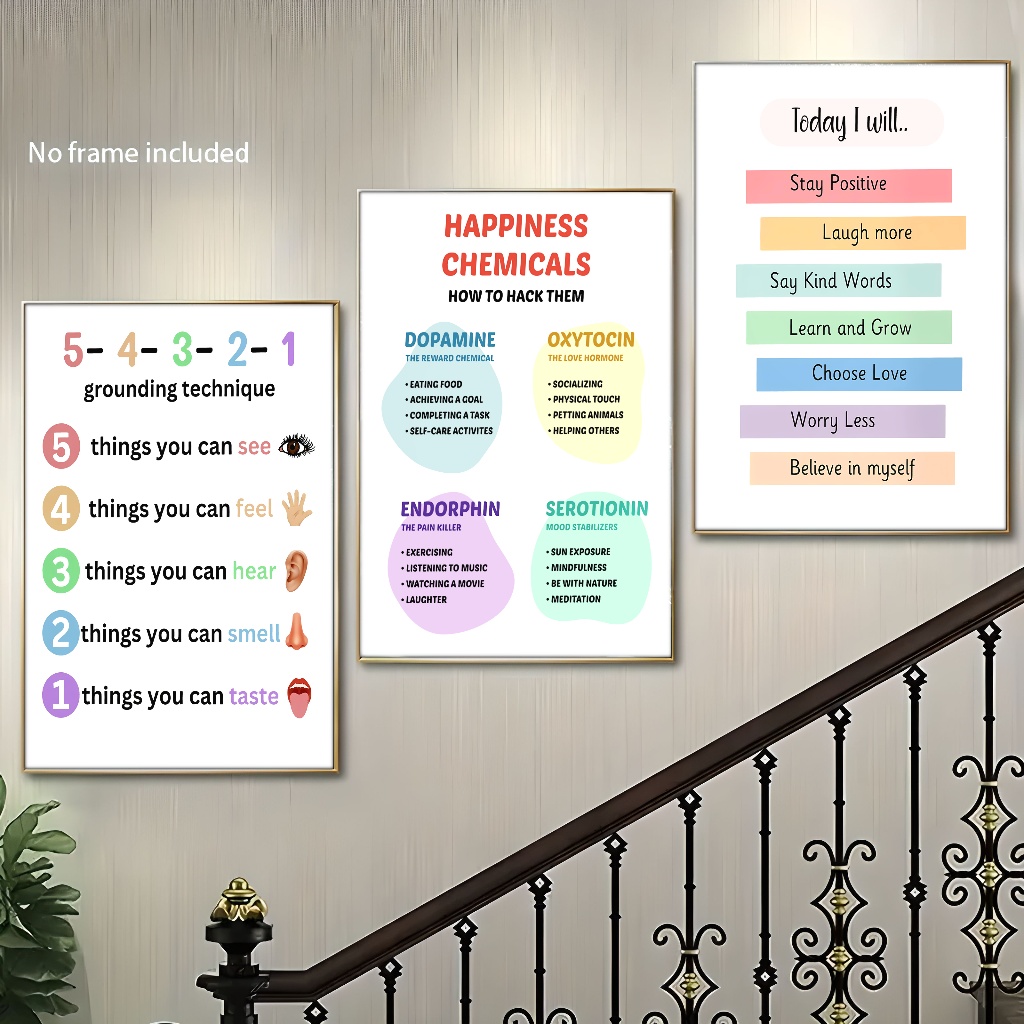 No frame included
5- 4- 3- 2- 1
grounding technique
5 things you can see
4 things you can feel
3 things you can hear
2 things you can smell
1 things you can taste
HAPPINESS
CHEMICALS
HOW TO HACK THEM
DOPAMINE
THE REWARD CHEMICAL
• EATING FOOD
• ACHIEVING A GOAL
• COMPLETING A TASK
• SELF-CARE ACTIVITES
OXYTOCIN
THE LOVE HORMONE
• SOCIALIZING
• PHYSICAL TOUCH
• PETTING ANIMALS
• HELPING OTHERS
ENDORPHIN
THE PAIN KILLER
• EXERCISING
• LISTENING TO MUSIC
• WATCHING A MOVIE
• LAUGHTER
SEROTIONIN
MOOD STABILIZERS
• SUN EXPOSURE
• MINDFULNESS
• BE WITH NATURE
• MEDITATION
Today I will..
Stay Positive
Laugh more
Say Kind Words
Learn and Grow
Choose Love
Worry Less
Believe in myself